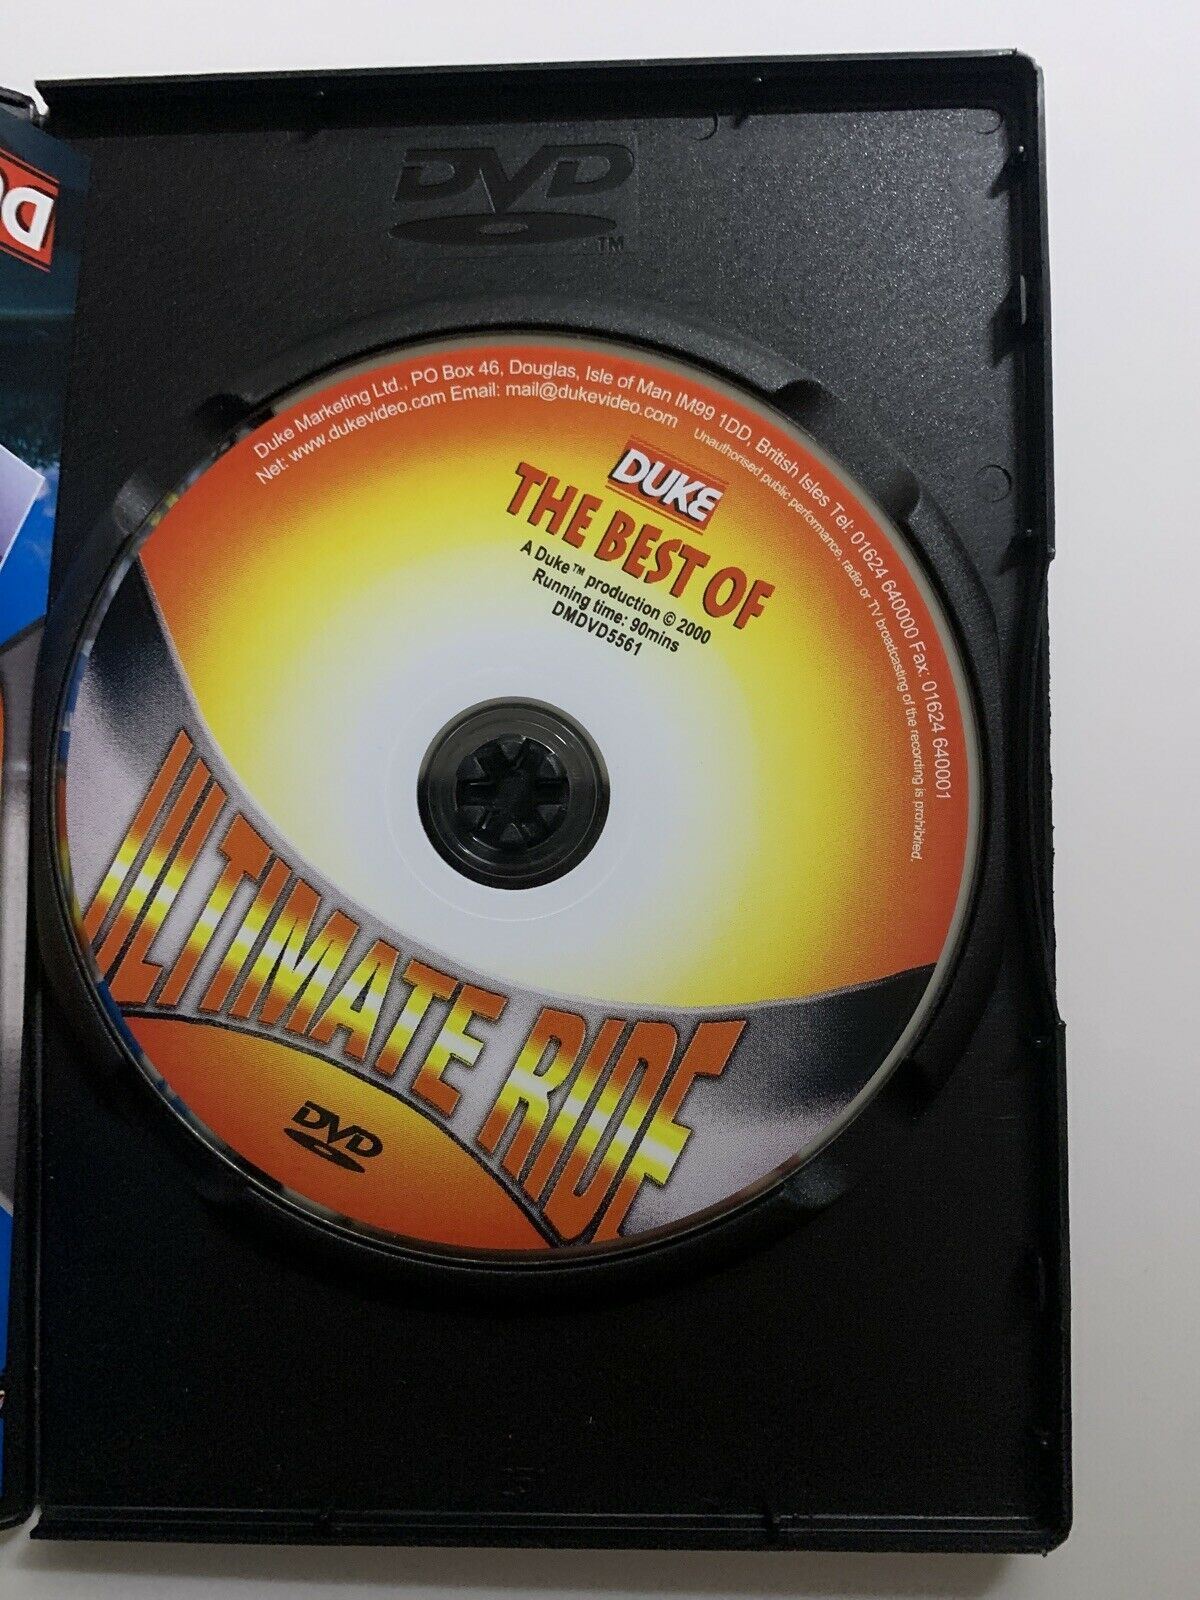 DVD
TM
Duke Marketing Ltd., PO Box 46, Douglas, Isle of Man IM99 1DD, British Isles Tel: 01624 640000 Fax: 01624 640001
Net: www.dukevideo.com Email: mail@dukevideo.com Unauthorised public performance, radio or TV broadcasting of the recording is prohibited.
DUKE
THE BEST OF
A Duke™ production © 2000
Running time: 90mins
DMDVD5561
ULTIMATE RIDE
DVD